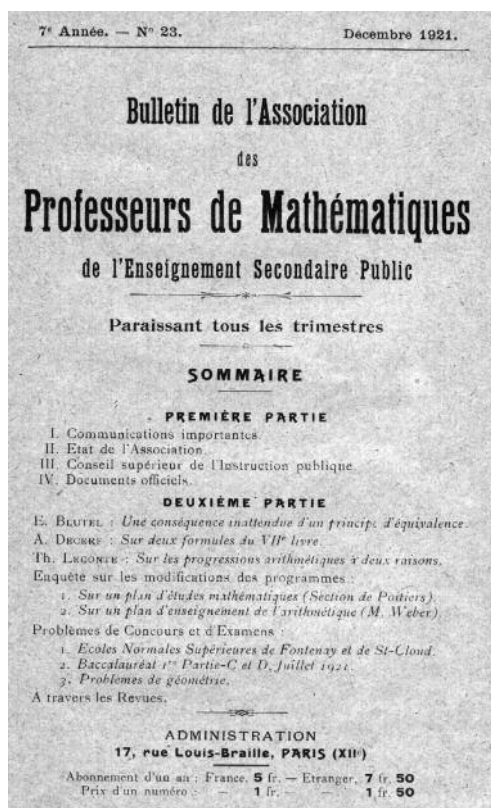 7e Année. — No 23. Décembre 1921.
Bulletin de l'Association
des
Professeurs de Mathématiques
de l'Enseignement Secondaire Public
Paraissant tous les trimestres
SOMMAIRE
PREMIÈRE PARTIE
I. Communications importantes.
II. Etat de l'Association.
III. Conseil supérieur de l'Instruction publique.
IV. Documents officiels.
DEUXIÈME PARTIE
E. BLUTEL : Une conséquence inattendue d'un principe d'équivalence.
A. DECERF : Sur deux formules du VIIe livre.
Th. LECONTE : Sur les progressions arithmétiques à deux raisons.
Enquête sur les modifications des programmes :
1. Sur un plan d'études mathématiques (Section de Poitiers).
2. Sur un plan d'enseignement de l'arithmétique (M. Weber).
Problèmes de Concours et d'Examens :
1. Ecoles Normales Supérieures de Fontenay et de St-Cloud.
2. Baccalauréat 1re Partie-C et D, Juillet 1921.
3. Problèmes de géométrie.
A travers les Revues.
ADMINISTRATION
17, rue Louis-Braille, PARIS (XIIe)
Abonnement d'un an : France, 5 fr. — Etranger, 7 fr. 50
Prix d'un numéro : — 1 fr. — — 1 fr. 50